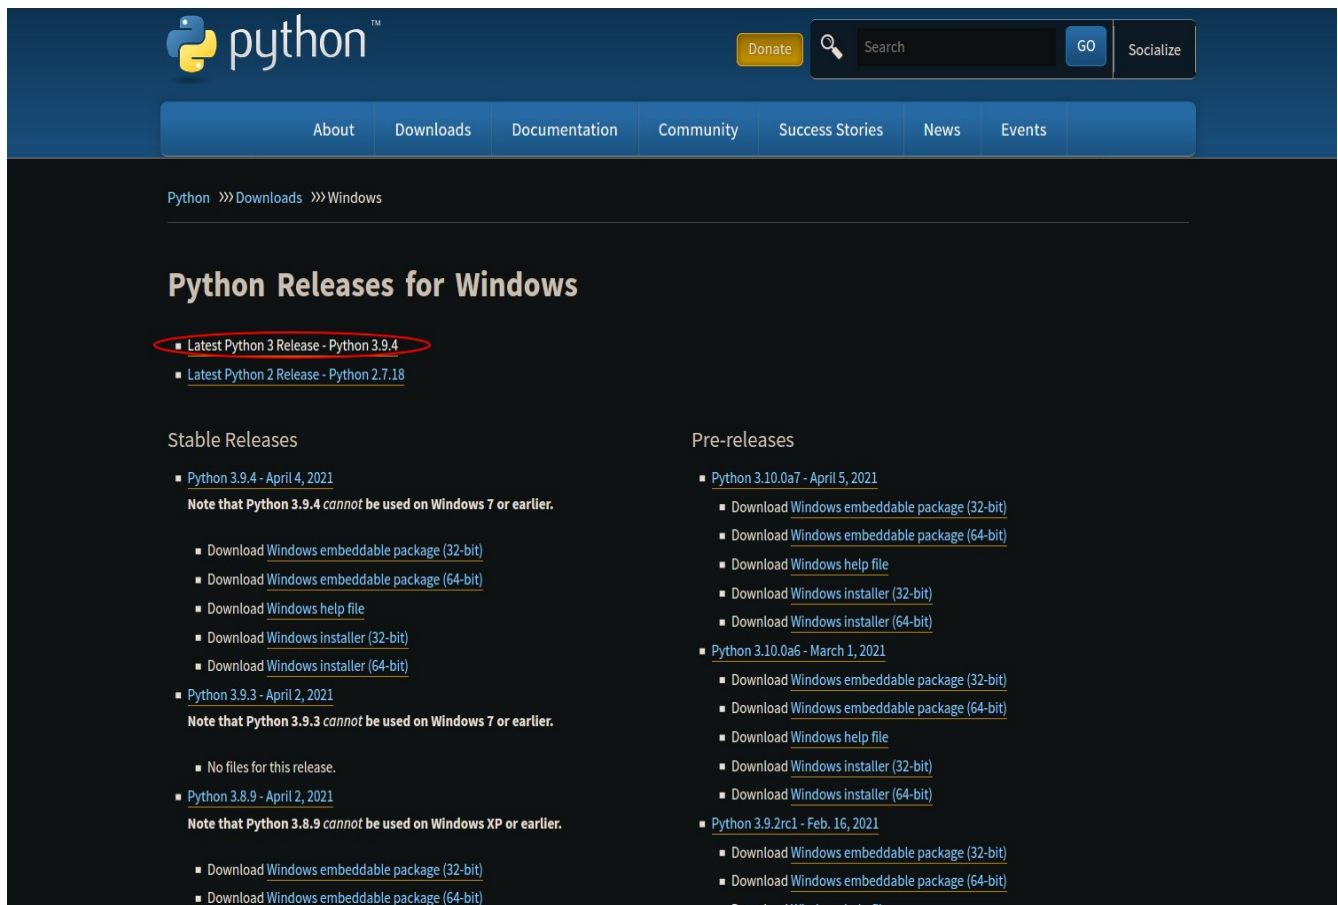 python™
Donate
Search
GO
Socialize
About Downloads Documentation Community Success Stories News Events
Python >>> Downloads >>> Windows
Python Releases for Windows
Latest Python 3 Release - Python 3.9.4
Latest Python 2 Release - Python 2.7.18
Stable Releases
Python 3.9.4 - April 4, 2021
Note that Python 3.9.4 cannot be used on Windows 7 or earlier.
Download Windows embeddable package (32-bit)
Download Windows embeddable package (64-bit)
Download Windows help file
Download Windows installer (32-bit)
Download Windows installer (64-bit)
Python 3.9.3 - April 2, 2021
Note that Python 3.9.3 cannot be used on Windows 7 or earlier.
No files for this release.
Python 3.8.9 - April 2, 2021
Note that Python 3.8.9 cannot be used on Windows XP or earlier.
Download Windows embeddable package (32-bit)
Download Windows embeddable package (64-bit)
Pre-releases
Python 3.10.0a7 - April 5, 2021
Download Windows embeddable package (32-bit)
Download Windows embeddable package (64-bit)
Download Windows help file
Download Windows installer (32-bit)
Download Windows installer (64-bit)
Python 3.10.0a6 - March 1, 2021
Download Windows embeddable package (32-bit)
Download Windows embeddable package (64-bit)
Download Windows help file
Download Windows installer (32-bit)
Download Windows installer (64-bit)
Python 3.9.2rc1 - Feb. 16, 2021
Download Windows embeddable package (32-bit)
Download Windows embeddable package (64-bit)